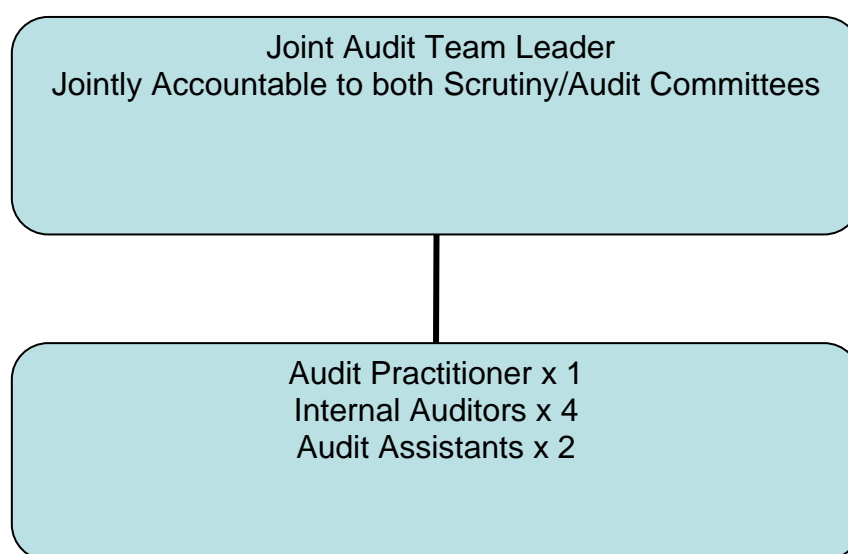 Joint Audit Team Leader
Jointly Accountable to both Scrutiny/Audit Committees
Audit Practitioner x 1
Internal Auditors x 4
Audit Assistants x 2